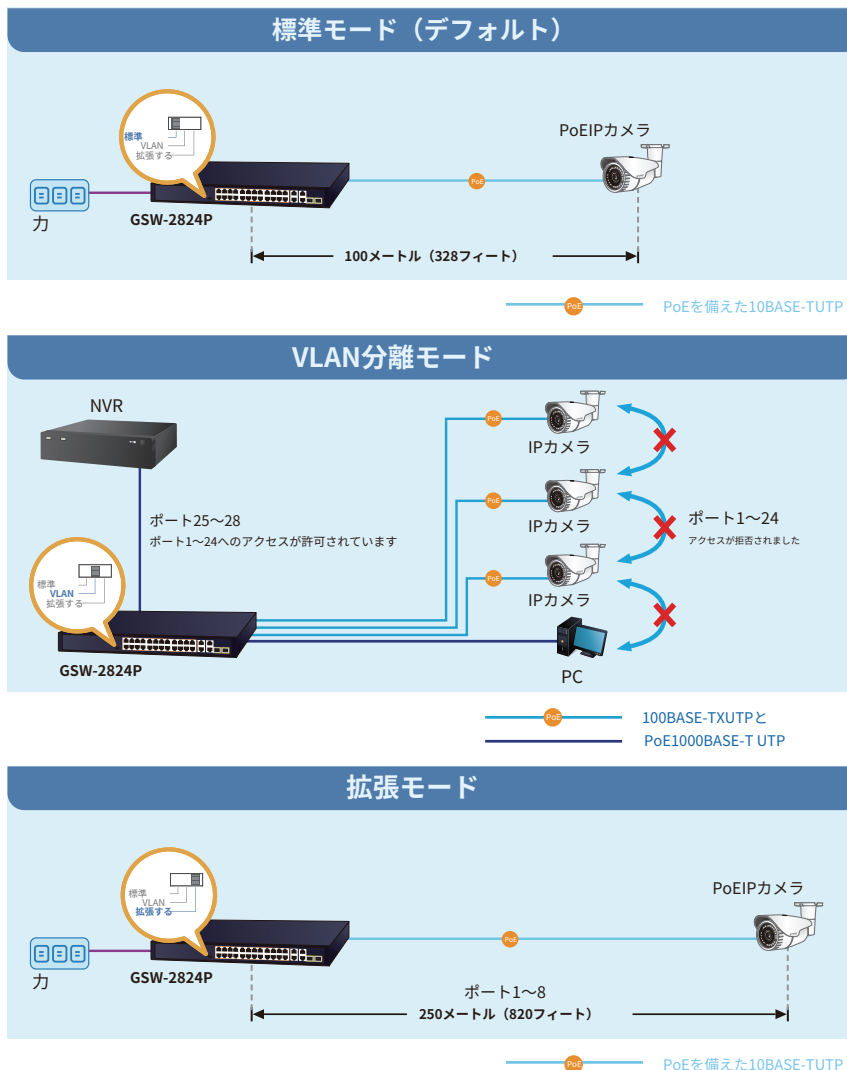 標準モード（デフォルト）
標準
VLAN
拡張する
PoEIPカメラ
PoE
力
GSW-2824P
100メートル（328フィート）
PoE
PoEを備えた10BASE-TUTP
VLAN分離モード
NVR
PoE
IPカメラ
ポート25～28
ポート1～24へのアクセスが許可されています
PoE
IPカメラ
ポート1～24
アクセスが拒否されました
標準
VLAN
拡張する
PoE
IPカメラ
GSW-2824P
PC
PoE
100BASE-TXUTPと
PoE1000BASE-T UTP
拡張モード
標準
VLAN
拡張する
PoEIPカメラ
PoE
力
GSW-2824P
ポート1～8
250メートル（820フィート）
PoE
PoEを備えた10BASE-TUTP